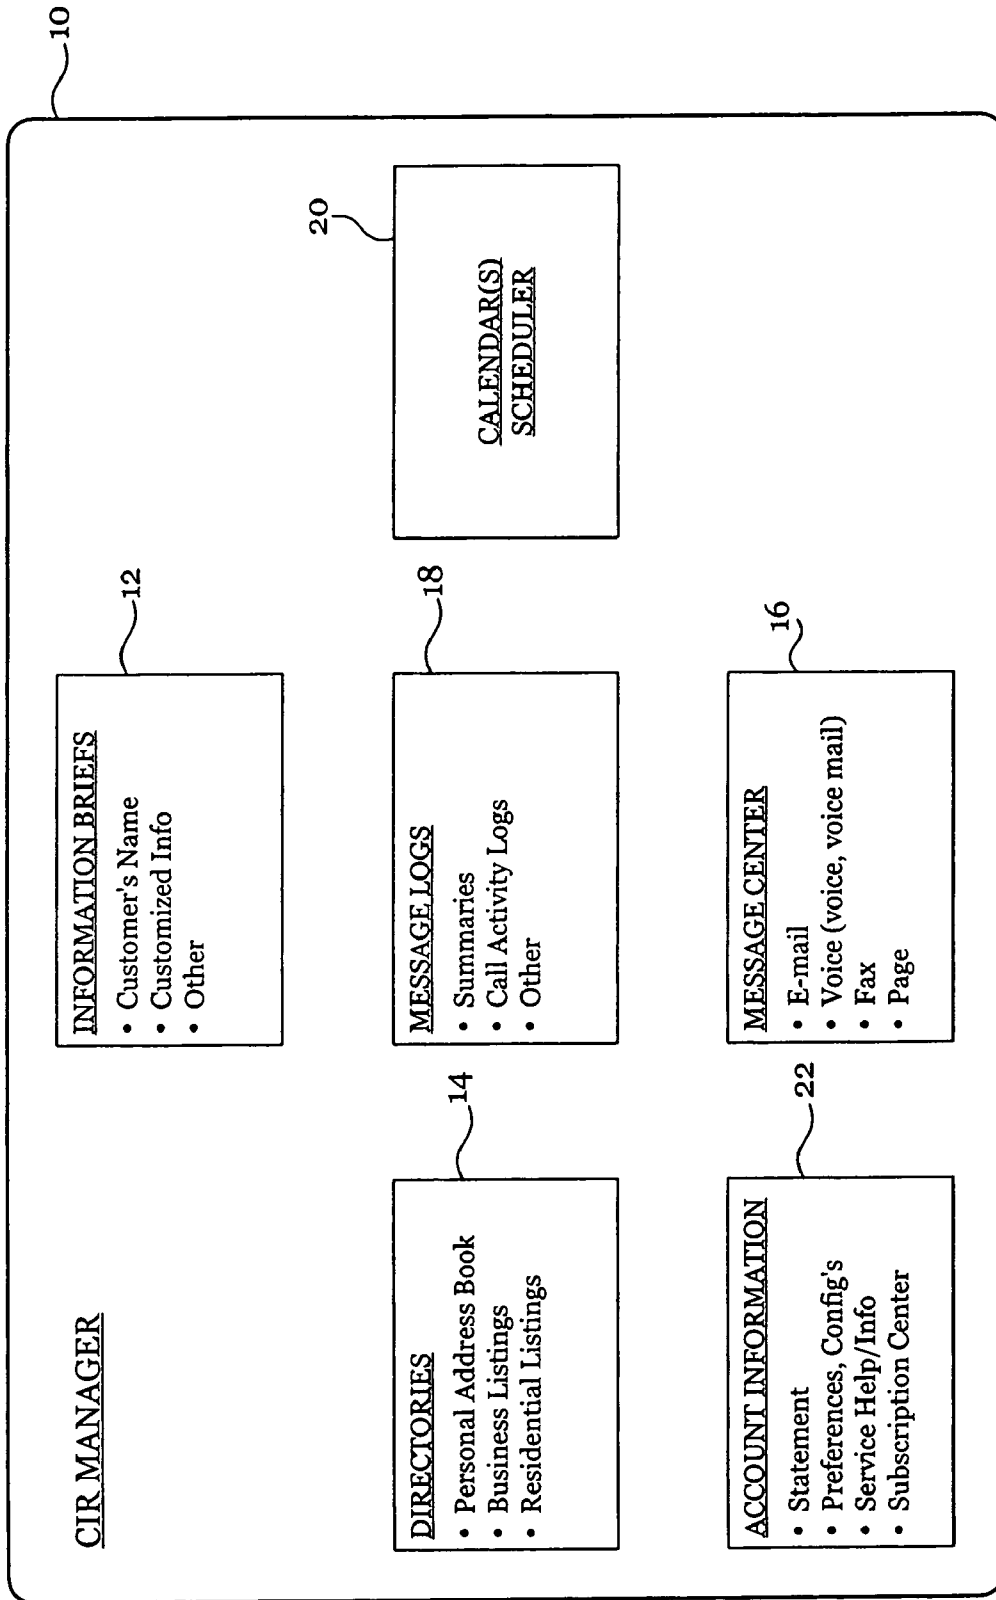 10
CIR MANAGER
INFORMATION BRIEFS
• Customer's Name
• Customized Info
• Other
12
DIRECTORIES
• Personal Address Book
• Business Listings
• Residential Listings
14
MESSAGE LOGS
• Summaries
• Call Activity Logs
• Other
18
CALENDAR(S)
SCHEDULER
20
ACCOUNT INFORMATION
• Statement
• Preferences, Config's
• Service Help/Info
• Subscription Center
22
MESSAGE CENTER
• E-mail
• Voice (voice, voice mail)
• Fax
• Page
16